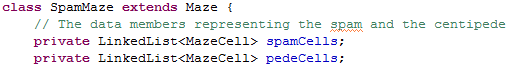 class SpamMaze extends Maze {
// The data members representing the spam and the centipede
private LinkedList<MazeCell> spamCells;
private LinkedList<MazeCell> pedeCells;